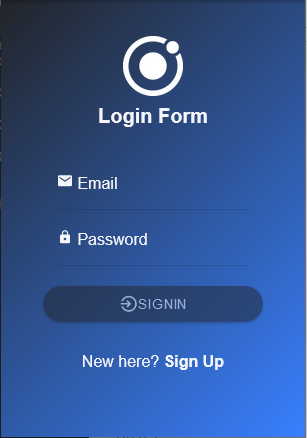 Login Form
Email
Password
SIGNIN
New here? Sign Up